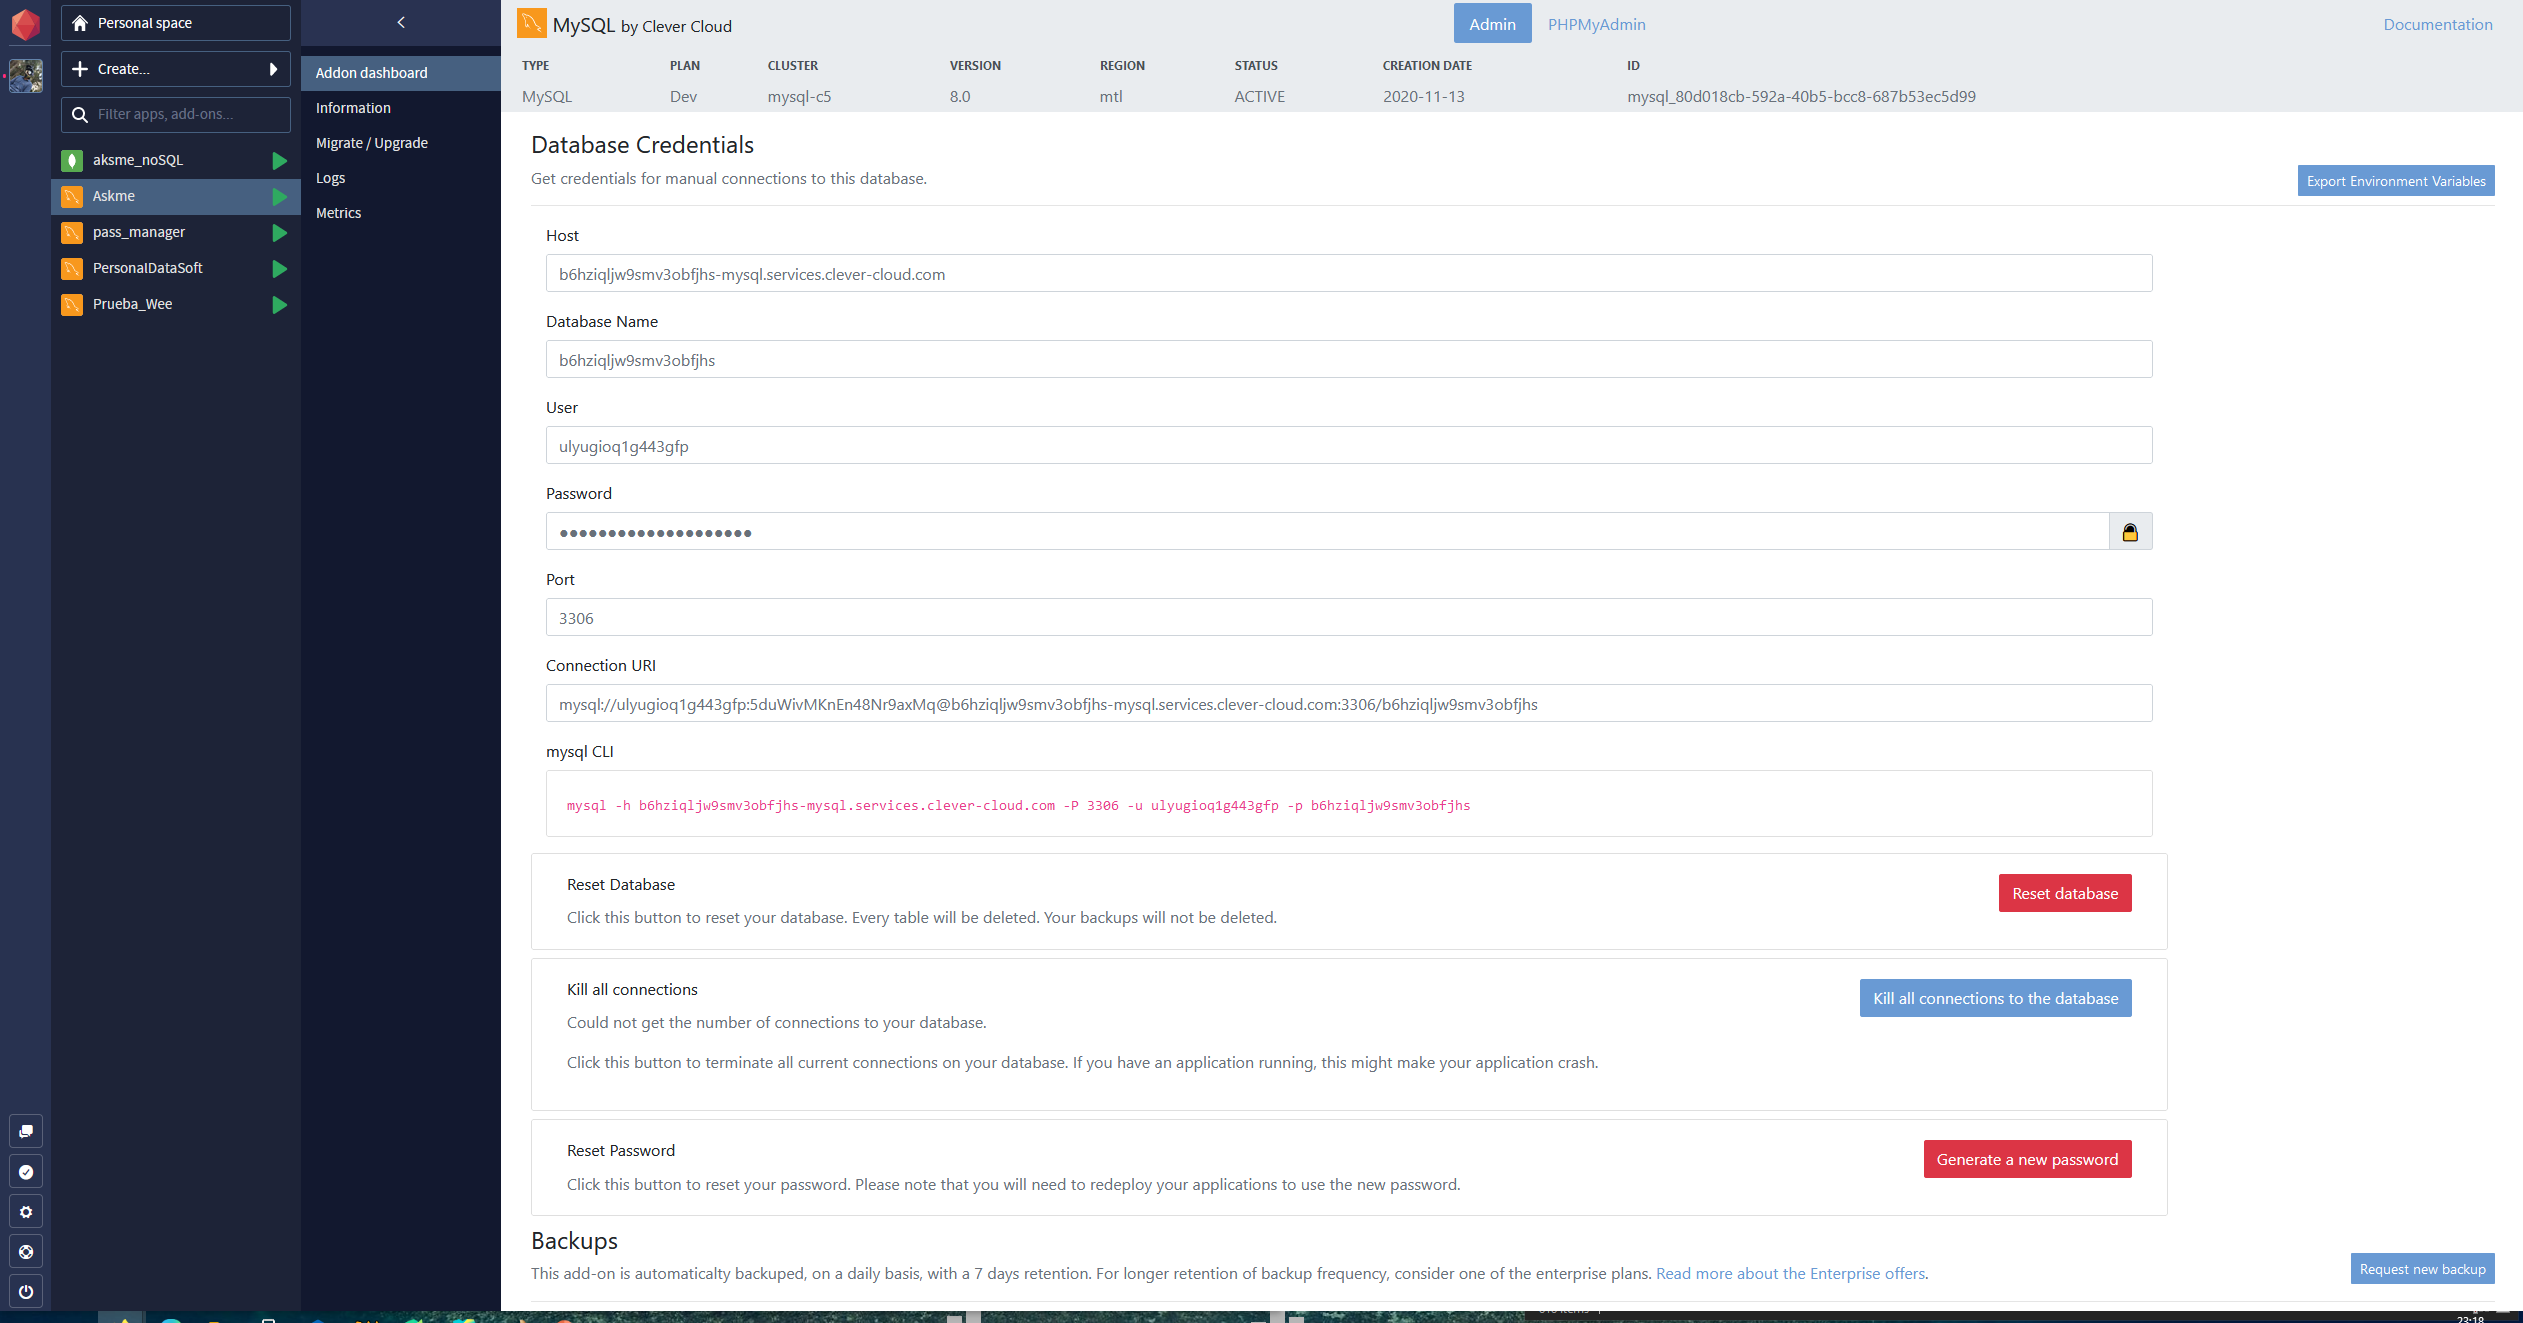 Personal space
Create...
Filter apps, add-ons...
aksme_noSQL
Askme
pass_manager
PersonalDataSoft
Prueba_Wee
Addon dashboard
Information
Migrate / Upgrade
Logs
Metrics
MySQL by Clever Cloud
Admin
PHPMyAdmin
Documentation
TYPE PLAN CLUSTER VERSION REGION STATUS CREATION DATE ID
MySQL Dev mysql-c5 8.0 mtl ACTIVE 2020-11-13 mysql_80d018cb-592a-40b5-bcc8-687b53ec5d99
Database Credentials
Get credentials for manual connections to this database.
Export Environment Variables
Host
b6hziqljw9smv3obfjhs-mysql.services.clever-cloud.com
Database Name
b6hziqljw9smv3obfjhs
User
ulyugioq1g443gfp
Password
●●●●●●●●●●●●●●●●●●●●
Port
3306
Connection URI
mysql://ulyugioq1g443gfp:5duWivMKnEn48Nr9axMq@b6hziqljw9smv3obfjhs-mysql.services.clever-cloud.com:3306/b6hziqljw9smv3obfjhs
mysql CLI
mysql -h b6hziqljw9smv3obfjhs-mysql.services.clever-cloud.com -P 3306 -u ulyugioq1g443gfp -p b6hziqljw9smv3obfjhs
Reset Database
Reset database
Click this button to reset your database. Every table will be deleted. Your backups will not be deleted.
Kill all connections
Kill all connections to the database
Could not get the number of connections to your database.
Click this button to terminate all current connections on your database. If you have an application running, this might make your application crash.
Reset Password
Generate a new password
Click this button to reset your password. Please note that you will need to redeploy your applications to use the new password.
Backups
This add-on is automatically backuped, on a daily basis, with a 7 days retention. For longer retention of backup frequency, consider one of the enterprise plans. Read more about the Enterprise offers.
Request new backup
23:18